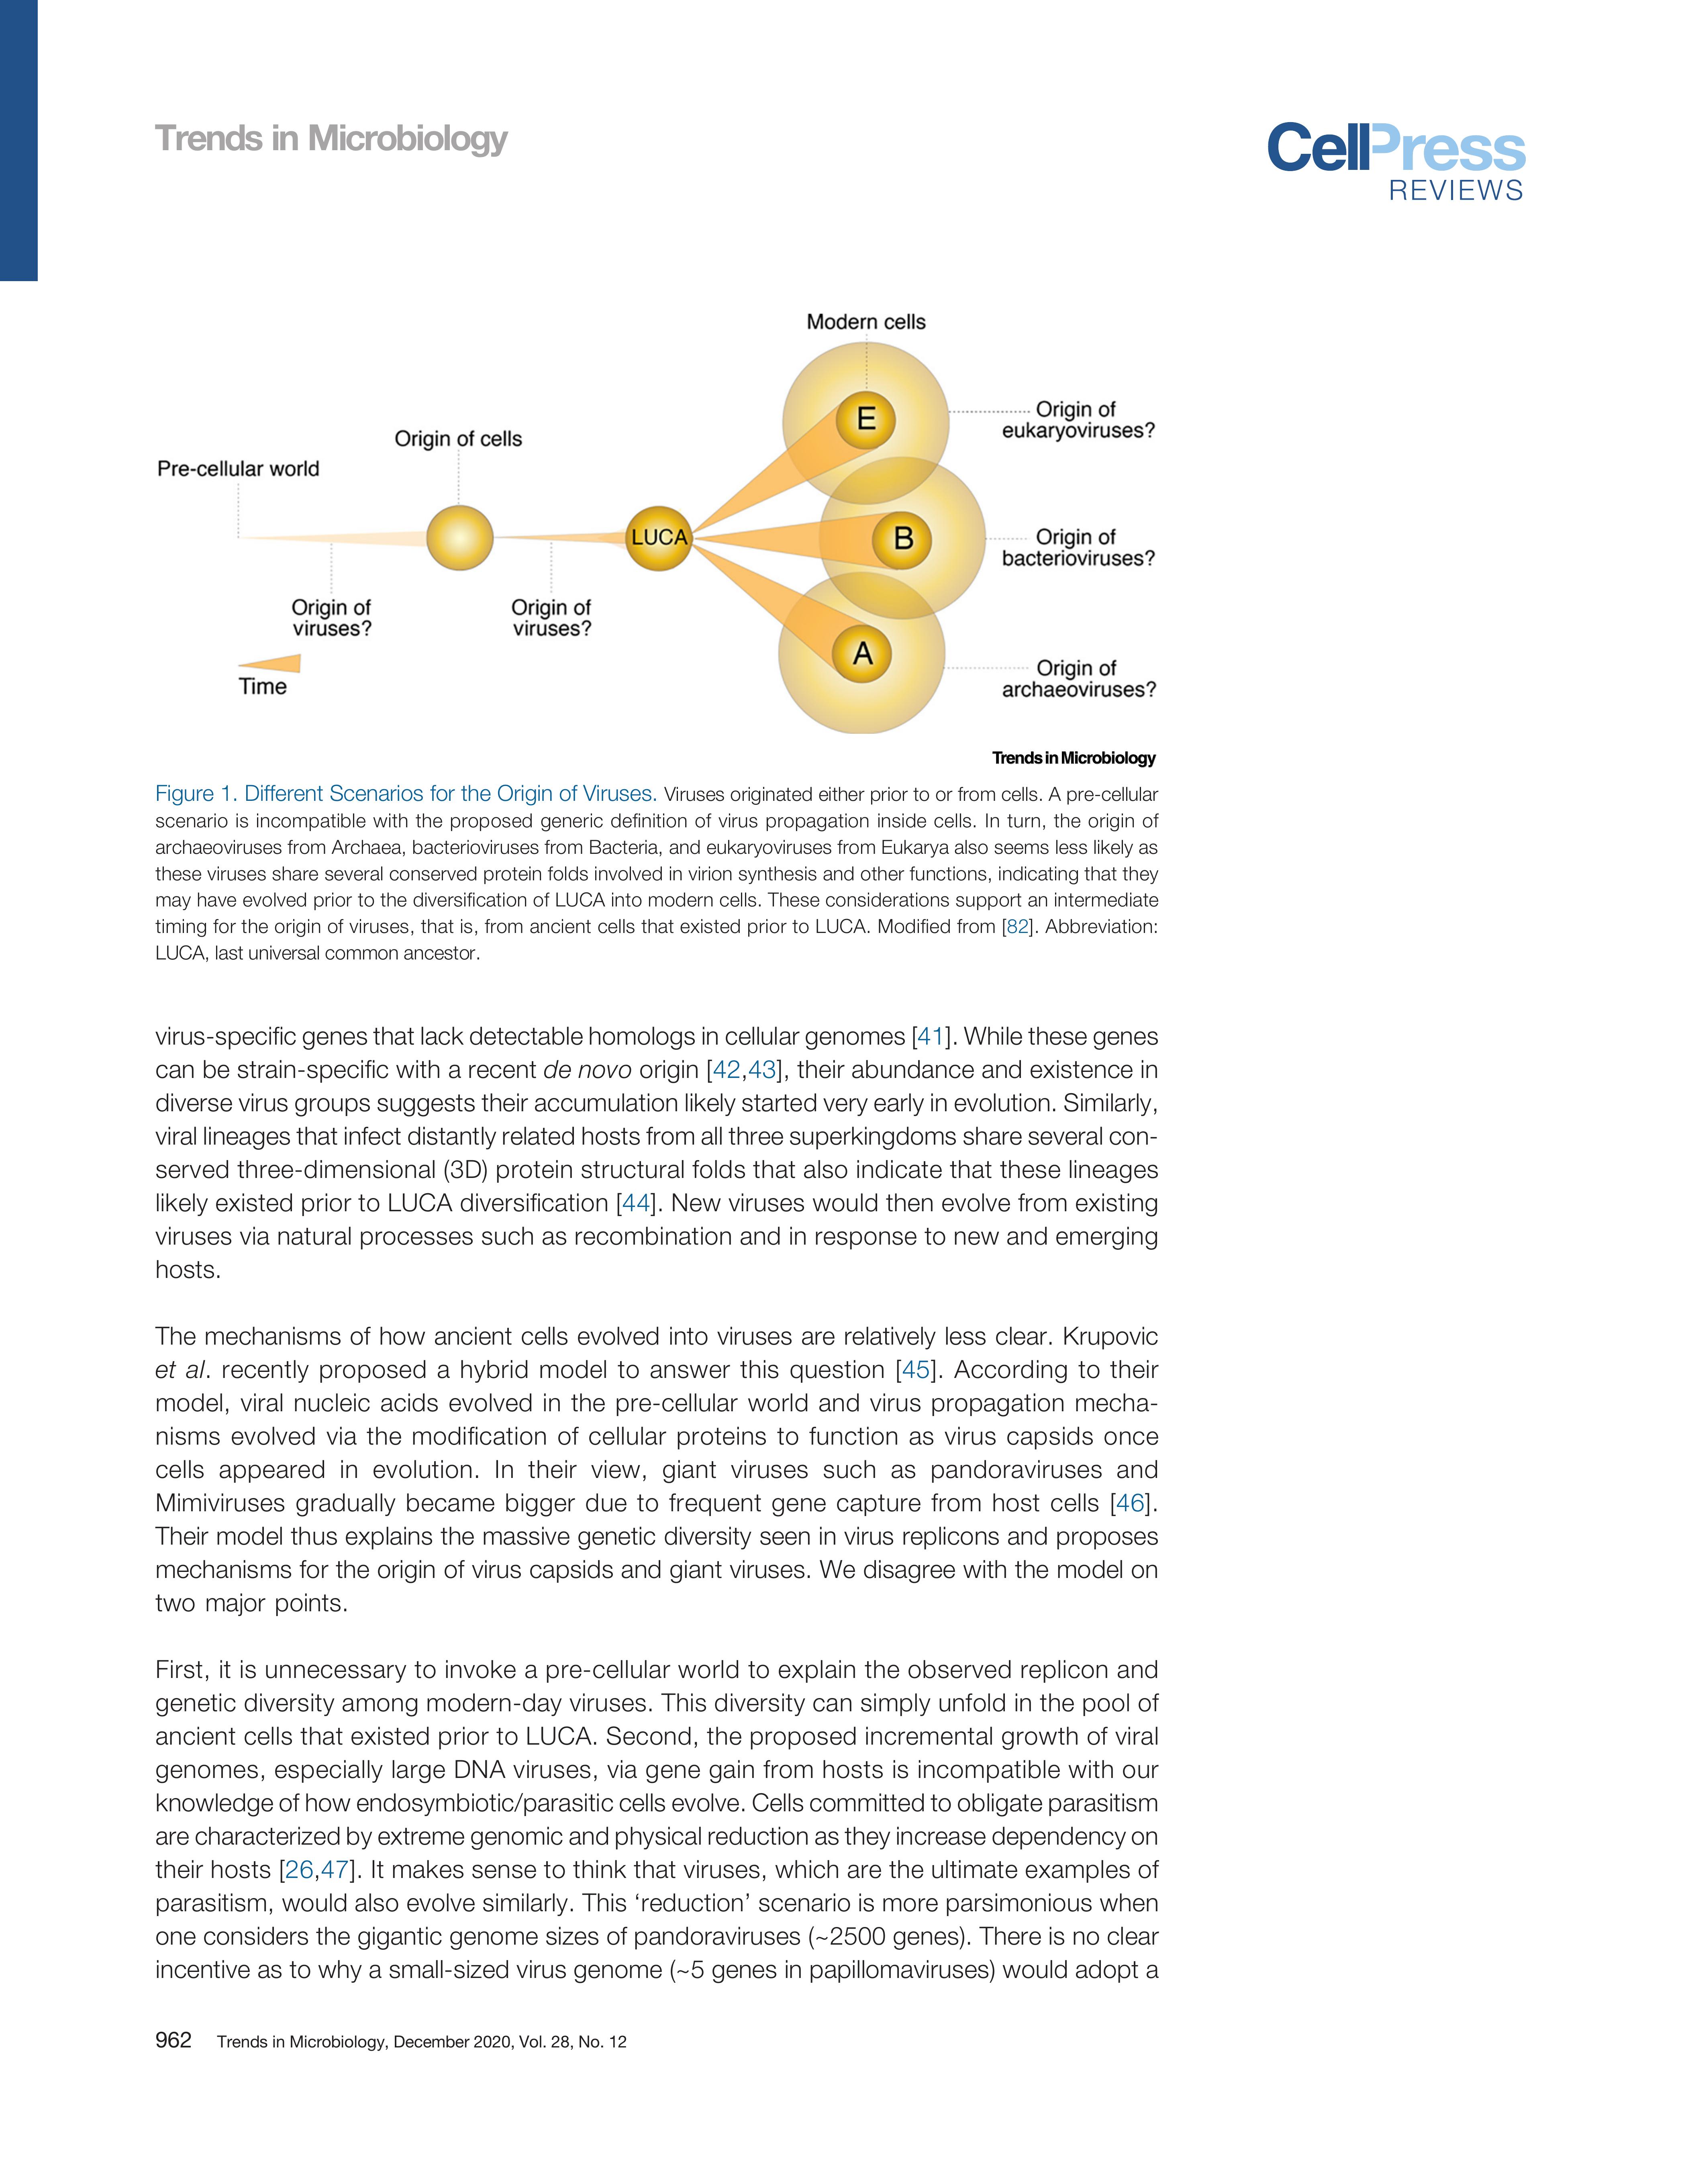 Trends in Microbiology
CellPress
REVIEWS
Modern cells
E
Origin of
eukaryoviruses?
Origin of cells
Pre-cellular world
LUCA
B
Origin of
bacterioviruses?
Origin of
viruses?
Origin of
viruses?
A
Origin of
archaeoviruses?
Time
Trends in Microbiology
Figure 1. Different Scenarios for the Origin of Viruses. Viruses originated either prior to or from cells. A pre-cellular
scenario is incompatible with the proposed generic definition of virus propagation inside cells. In turn, the origin of
archaeoviruses from Archaea, bacterioviruses from Bacteria, and eukaryoviruses from Eukarya also seems less likely as
these viruses share several conserved protein folds involved in virion synthesis and other functions, indicating that they
may have evolved prior to the diversification of LUCA into modern cells. These considerations support an intermediate
timing for the origin of viruses, that is, from ancient cells that existed prior to LUCA. Modified from [82]. Abbreviation:
LUCA, last universal common ancestor.
virus-specific genes that lack detectable homologs in cellular genomes [41]. While these genes
can be strain-specific with a recent de novo origin [42,43], their abundance and existence in
diverse virus groups suggests their accumulation likely started very early in evolution. Similarly,
viral lineages that infect distantly related hosts from all three superkingdoms share several con-
served three-dimensional (3D) protein structural folds that also indicate that these lineages
likely existed prior to LUCA diversification [44]. New viruses would then evolve from existing
viruses via natural processes such as recombination and in response to new and emerging
hosts.
The mechanisms of how ancient cells evolved into viruses are relatively less clear. Krupovic
et al. recently proposed a hybrid model to answer this question [45]. According to their
model, viral nucleic acids evolved in the pre-cellular world and virus propagation mecha-
nisms evolved via the modification of cellular proteins to function as virus capsids once
cells appeared in evolution. In their view, giant viruses such as pandoraviruses and
Mimiviruses gradually became bigger due to frequent gene capture from host cells [46].
Their model thus explains the massive genetic diversity seen in virus replicons and proposes
mechanisms for the origin of virus capsids and giant viruses. We disagree with the model on
two major points.
First, it is unnecessary to invoke a pre-cellular world to explain the observed replicon and
genetic diversity among modern-day viruses. This diversity can simply unfold in the pool of
ancient cells that existed prior to LUCA. Second, the proposed incremental growth of viral
genomes, especially large DNA viruses, via gene gain from hosts is incompatible with our
knowledge of how endosymbiotic/parasitic cells evolve. Cells committed to obligate parasitism
are characterized by extreme genomic and physical reduction as they increase dependency on
their hosts [26,47]. It makes sense to think that viruses, which are the ultimate examples of
parasitism, would also evolve similarly. This ‘reduction’ scenario is more parsimonious when
one considers the gigantic genome sizes of pandoraviruses (~2500 genes). There is no clear
incentive as to why a small-sized virus genome (~5 genes in papillomaviruses) would adopt a
962 Trends in Microbiology, December 2020, Vol. 28, No. 12